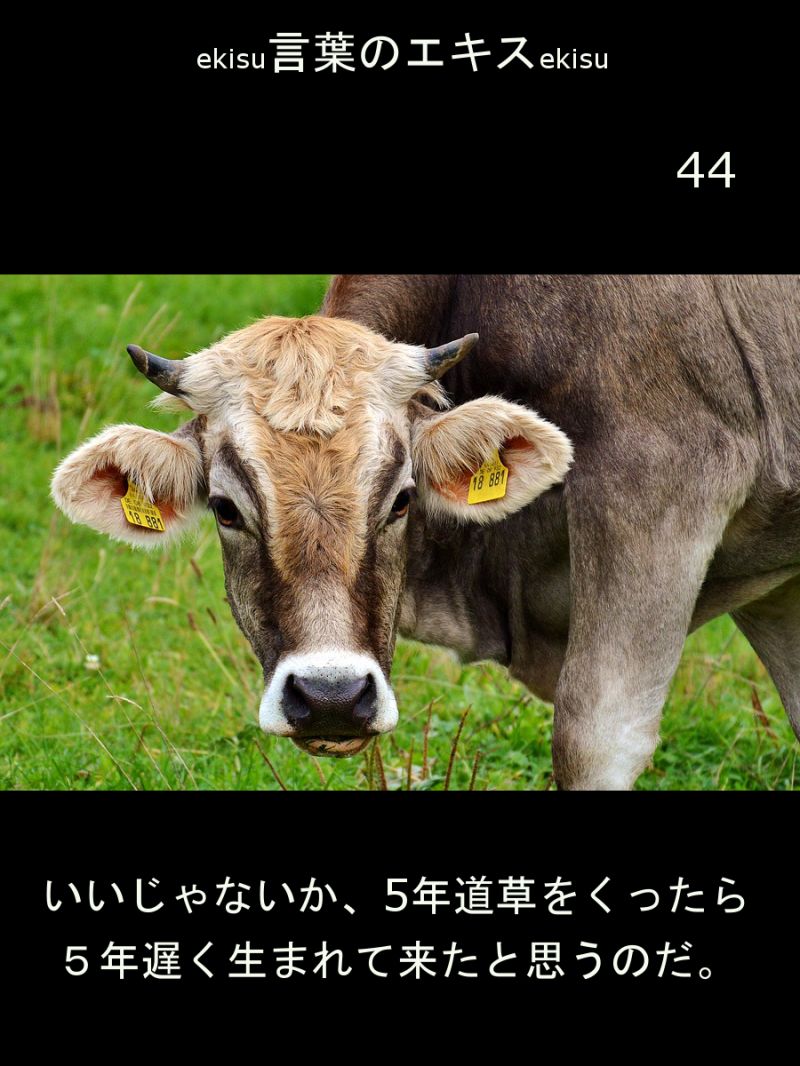 ekisu言葉のエキスekisu
44
18 881
18 881
いいじゃないか、5年道草をくったら
５年遅く生まれて来たと思うのだ。